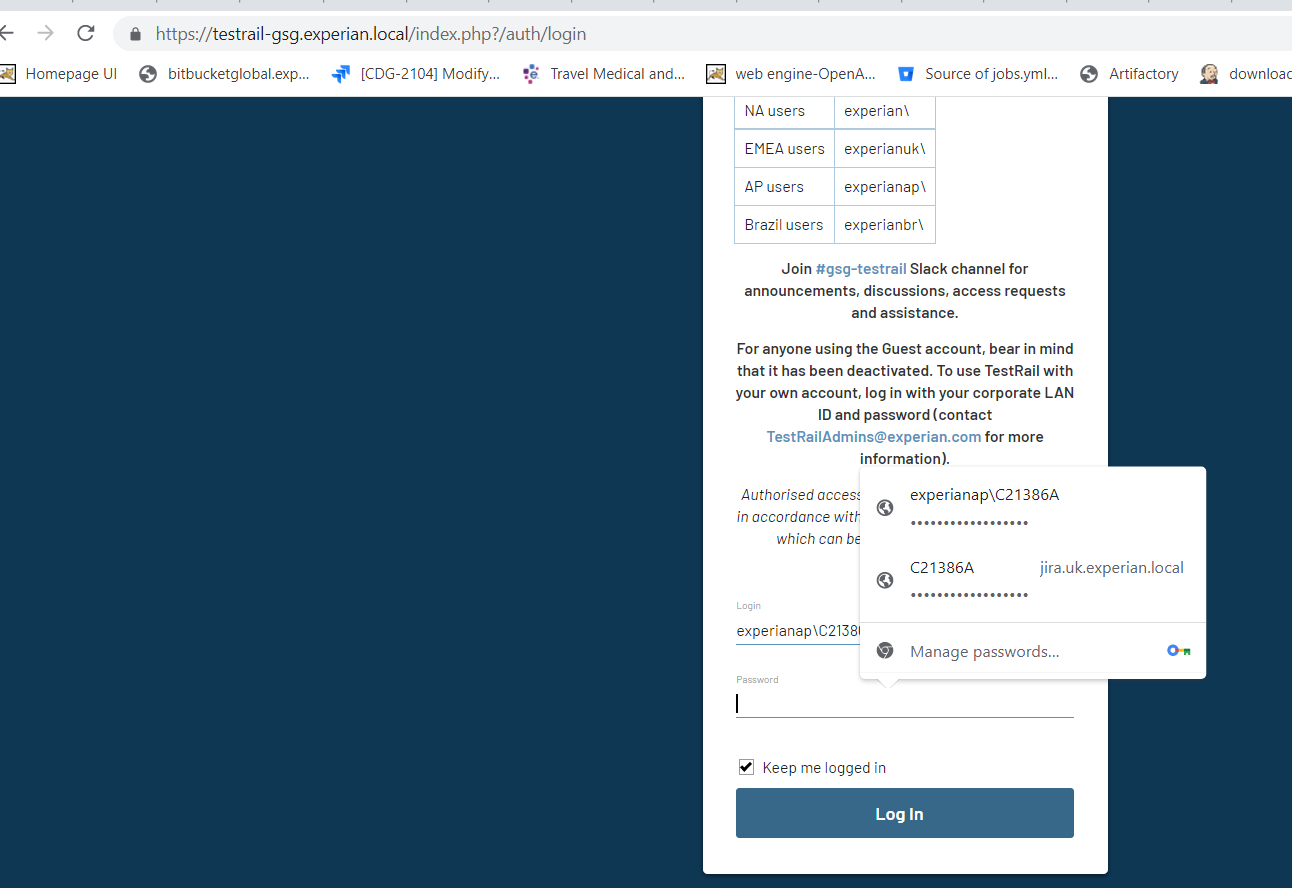 https://testrail-gsg.experian.local/index.php?/auth/login
Homepage UI
bitbucketglobal.exp...
[CDG-2104] Modify,...
Travel Medical and...
web engine-OpenA...
Source of jobs.yml...
Artifactory
download
NA users experian\
EMEA users experianuk\
AP users experianap\
Brazil users experianbr\
Join #gsg-testrail Slack channel for
announcements, discussions, access requests
and assistance.
For anyone using the Guest account, bear in mind
that it has been deactivated. To use TestRail with
your own account, log in with your corporate LAN
ID and password (contact
TestRailAdmins@experian.com for more
information).
Authorised access
in accordance with
which can be
experianap\C21386A
••••••••••••••••••
C21386A jira.uk.experian.local
••••••••••••••••••
Manage passwords...
Login
experianap\C2138
Password
Keep me logged in
Log In